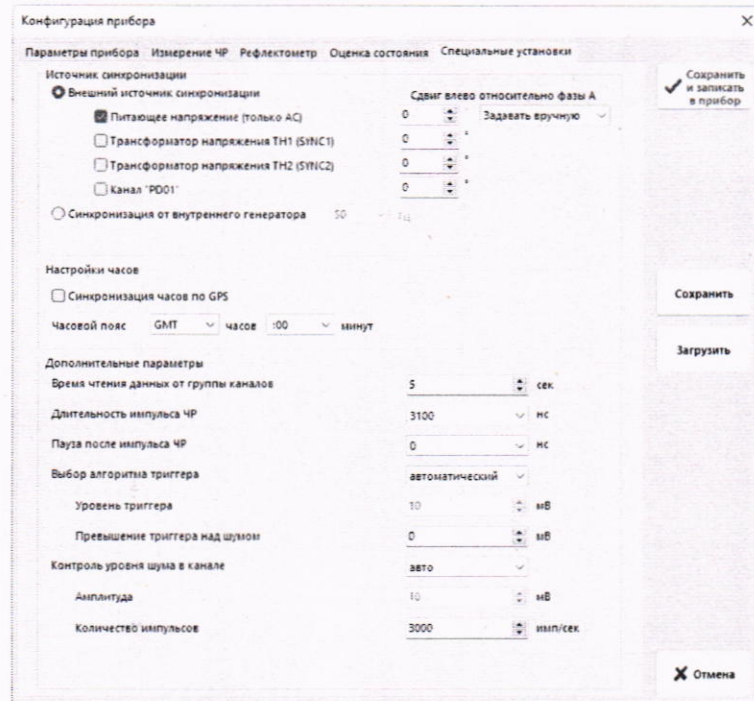 Конфигурация прибора
Параметры прибора Измерение ЧР Рефлектометр Оценка состояния Специальные установки
Источник синхронизации
Внешний источник синхронизации Сдвиг влево относительно фазы А
Питающее напряжение (только АС) 0 ° Задавать вручную
Трансформатор напряжения ТН1 (SYNC1) 0 °
Трансформатор напряжения ТН2 (SYNC2) 0 °
Канал "PD01" 0 °
Синхронизация от внутреннего генератора 50 Гц
Настройки часов
Синхронизация часов по GPS
Часовой пояс GMT часов :00 минут
Дополнительные параметры
Время чтения данных от группы каналов 5 сек
Длительность импульса ЧР 3100 нс
Пауза после импульса ЧР 0 нс
Выбор алгоритма триггера автоматический
Уровень триггера 10 мВ
Превышение триггера над шумом 0 мВ
Контроль уровня шума в канале авто
Амплитуда 10 мВ
Количество импульсов 3000 имп/сек
Сохранить
и записать
в прибор
Сохранить
Загрузить
Отмена